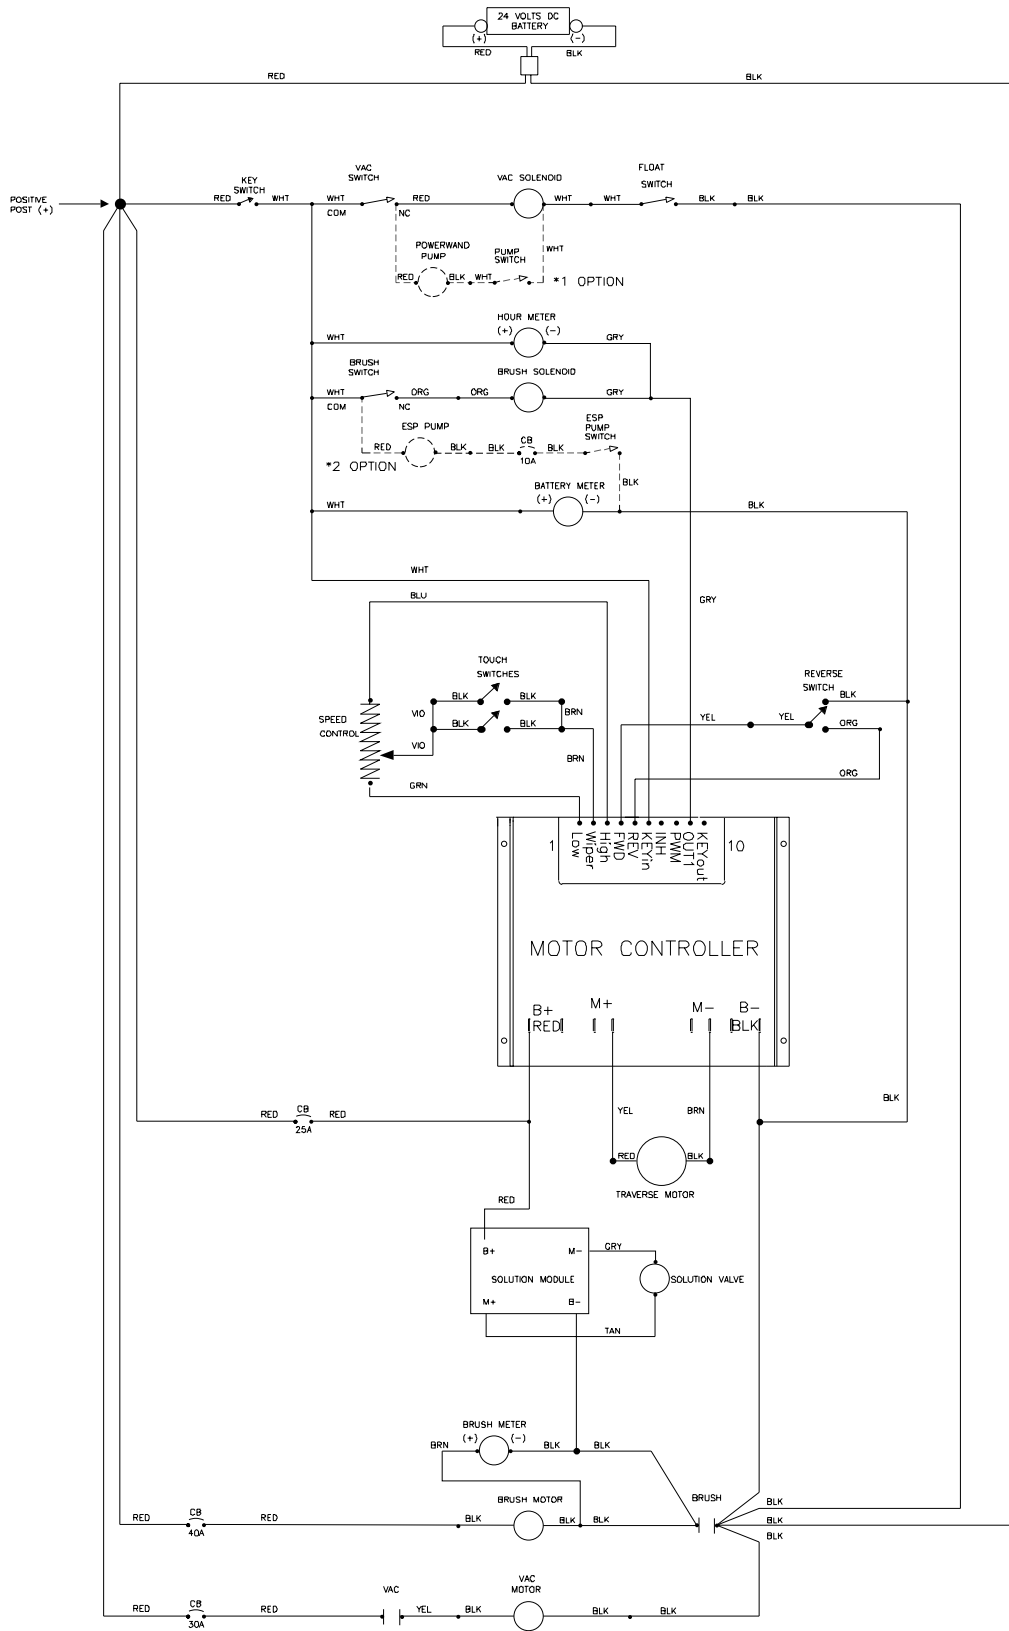 24 VOLTS DC
BATTERY
(+) (-)
RED BLK
RED BLK
POSITIVE
POST (+)
RED
KEY
SWITCH
WHT
VAC
SWITCH
WHT
COM
NC
RED
VAC SOLENOID
WHT WHT
FLOAT
SWITCH
BLK BLK
POWERWAND
PUMP
RED
BLK WHT
PUMP
SWITCH
WHT
*1 OPTION
HOUR METER
(+) (-)
WHT GRY
BRUSH
SWITCH
WHT
COM
NC
ORG ORG
BRUSH SOLENOID
GRY
ESP PUMP
RED
BLK BLK
CB
10A
BLK
ESP
PUMP
SWITCH
*2 OPTION
BLK
BATTERY METER
(+) (-)
WHT BLK
WHT
BLU
GRY
TOUCH
SWITCHES
REVERSE
SWITCH
BLK BLK
BLK
VIO
BRN
SPEED
CONTROL
YEL YEL
ORG
BLK BLK
VIO
BRN
ORG
GRN
1
Low
Wiper
High
FWD
REV
KEYin
INH
PWM
OUT1
KEYout
10
MOTOR CONTROLLER
B+
RED
M+
M-
B-
BLK
BLK
RED
CB
25A
RED
YEL BRN
RED BLK
TRAVERSE MOTOR
RED
B+ M-
GRY
SOLUTION MODULE
SOLUTION VALVE
M+ B-
TAN
BRUSH METER
(+) (-)
BRN BLK BLK
BRUSH MOTOR
BRUSH
BLK
RED
CB
40A
RED
BLK
BLK BLK
BLK
BLK
RED
CB
30A
RED
VAC
YEL BLK
VAC
MOTOR
BLK BLK